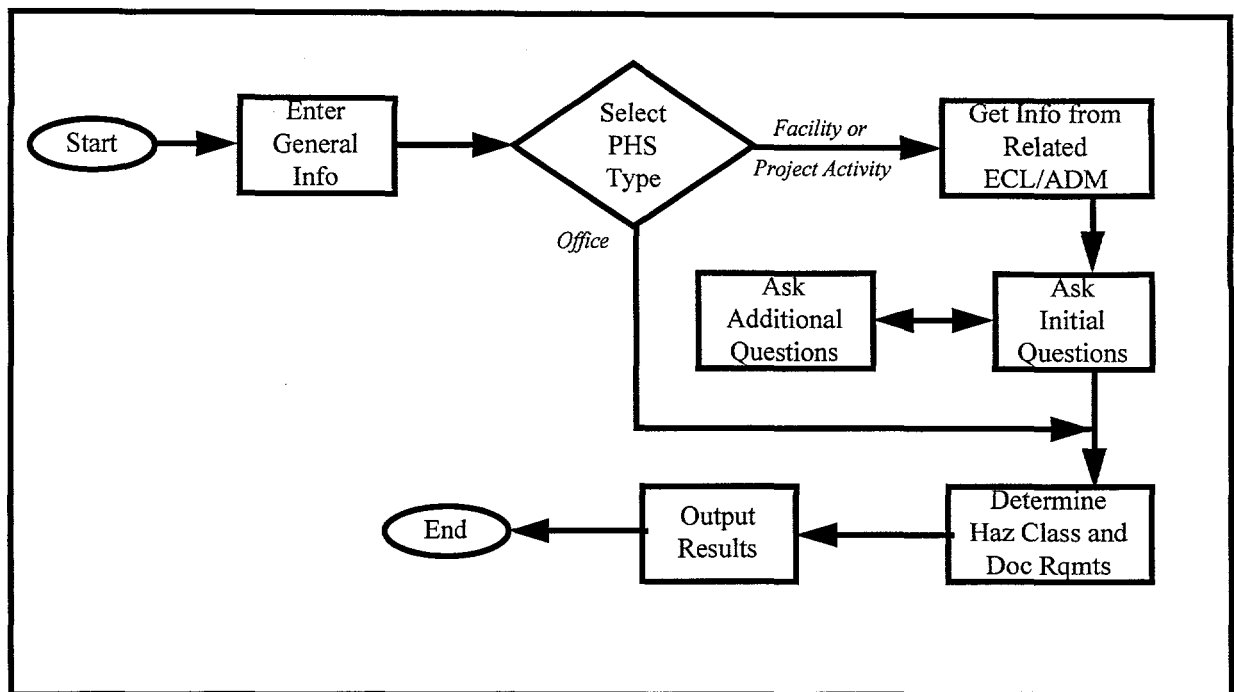 Start
Enter
General
Info
Select
PHS
Type
Facility or
Project Activity
Get Info from
Related
ECL/ADM
Office
Ask
Additional
Questions
Ask
Initial
Questions
End
Output
Results
Determine
Haz Class and
Doc Rqmts